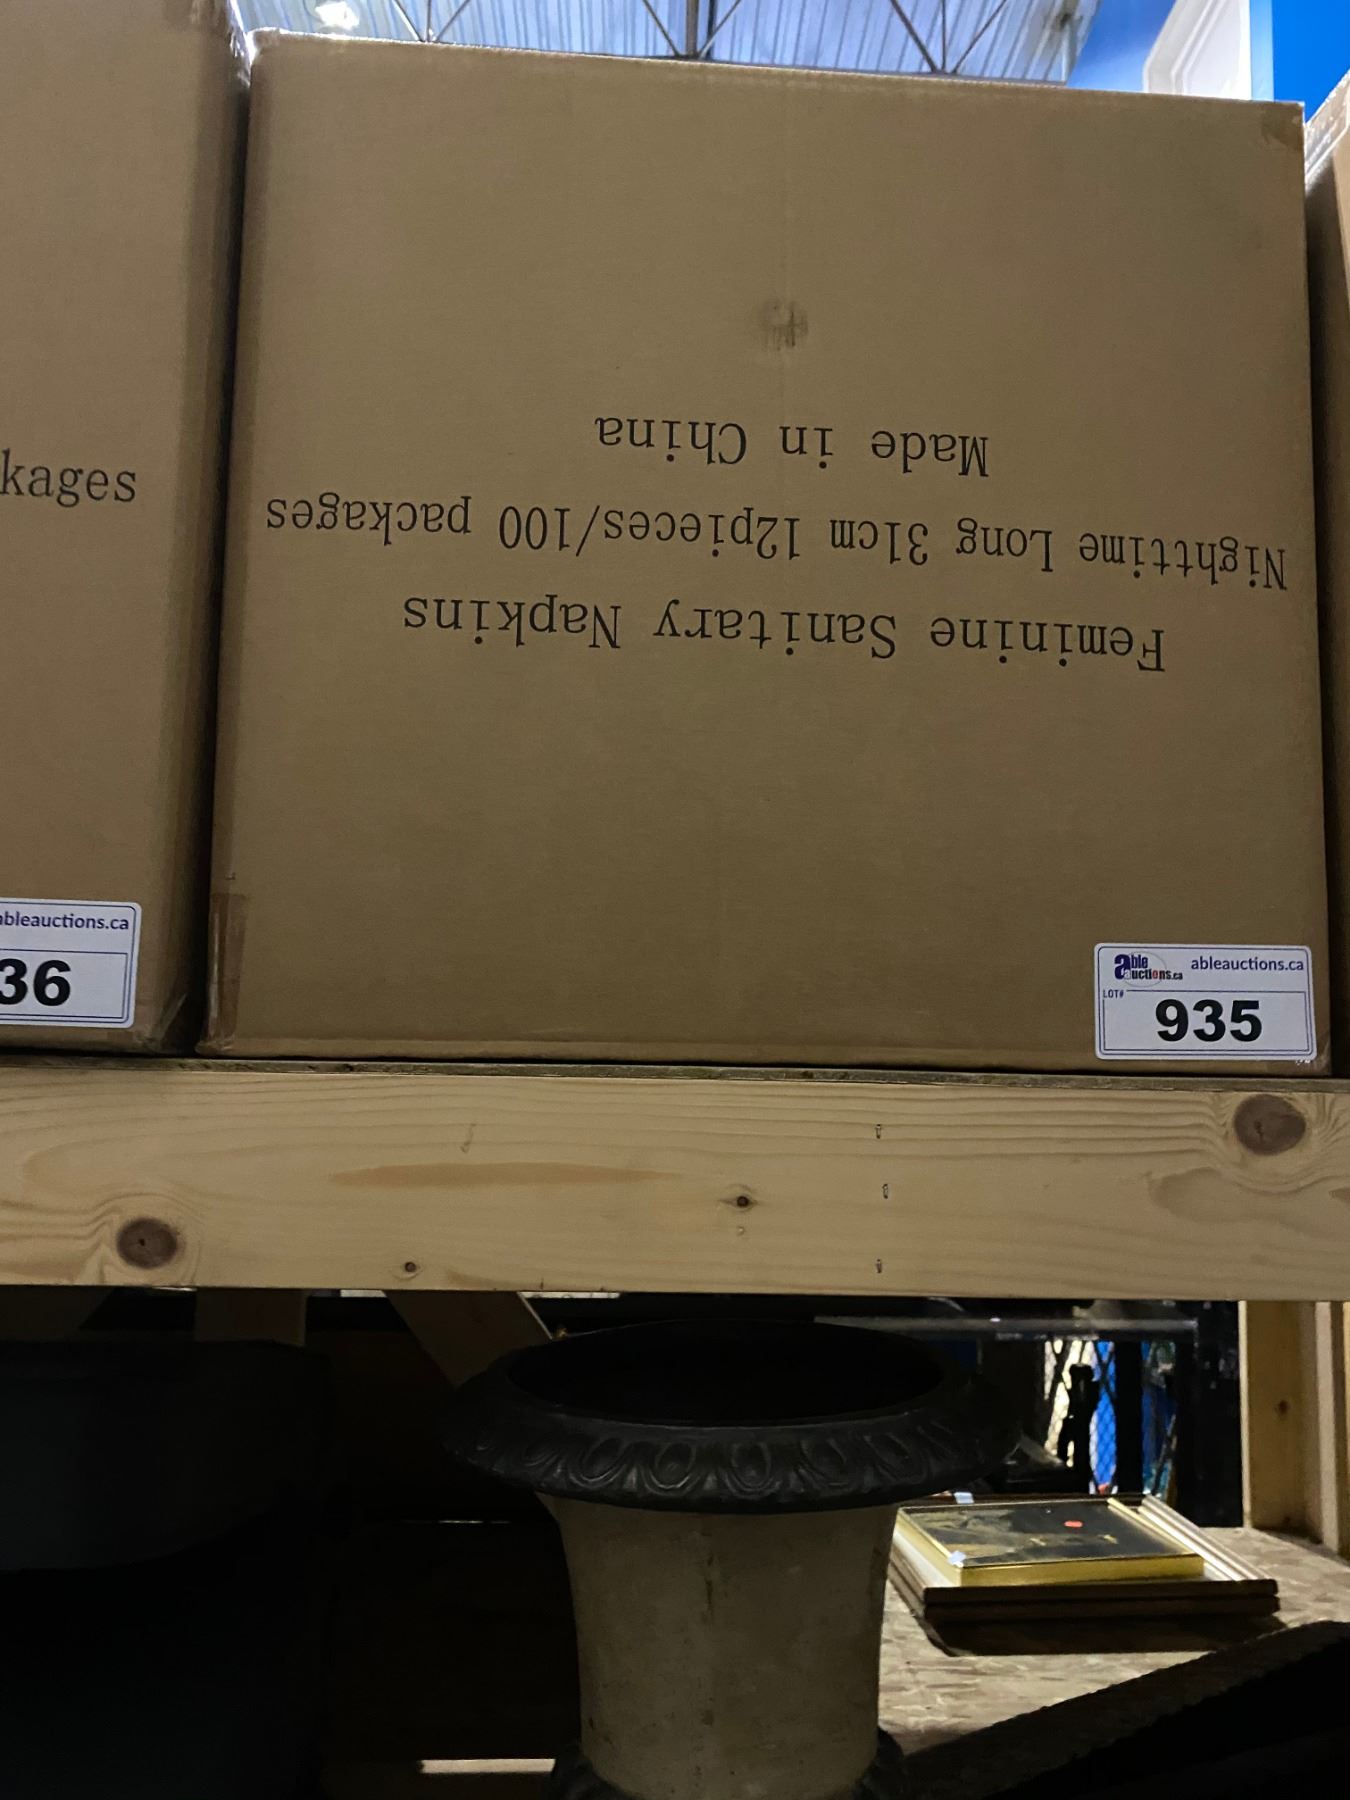 Feminine Sanitary Napkins
Nighttime Long 31cm 12pieces/100 packages
Made in China
kages
bleauctions.ca
36
able auctions.ca
ableauctions.ca
LOT#
935